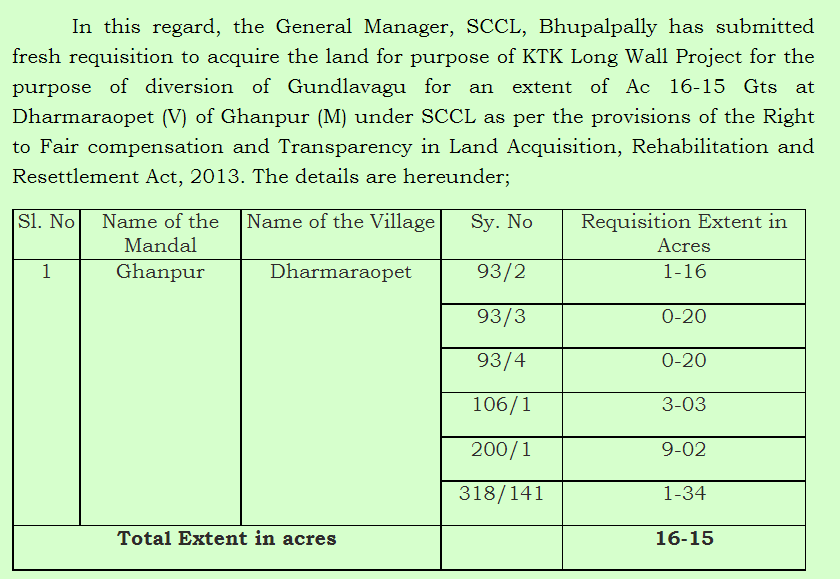 In this regard, the General Manager, SCCL, Bhupalpally has submitted
fresh requisition to acquire the land for purpose of KTK Long Wall Project for the
purpose of diversion of Gundlavagu for an extent of Ac 16-15 Gts at
Dharmaraopet (V) of Ghanpur (M) under SCCL as per the provisions of the Right
to Fair compensation and Transparency in Land Acquisition, Rehabilitation and
Resettlement Act, 2013. The details are hereunder;
Sl. No Name of the Mandal Name of the Village Sy. No Requisition Extent in Acres
1 Ghanpur Dharmaraopet 93/2 1-16
93/3 0-20
93/4 0-20
106/1 3-03
200/1 9-02
318/141 1-34
Total Extent in acres 16-15